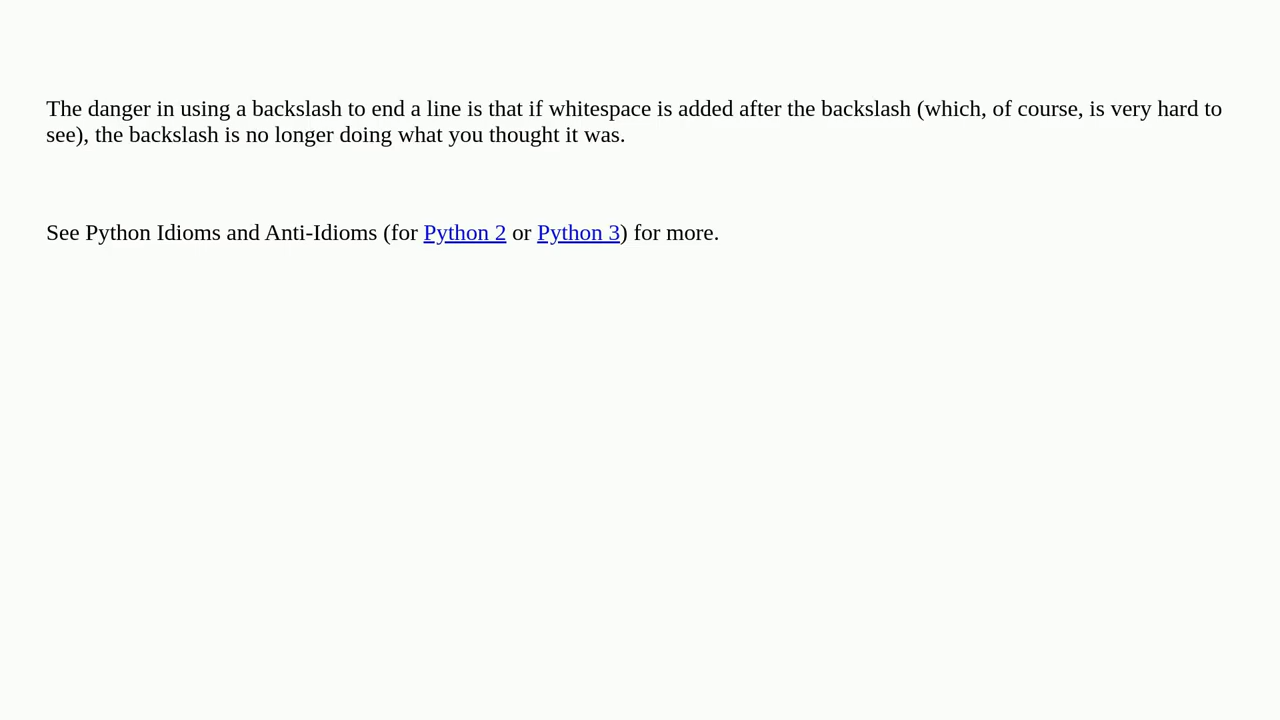 The danger in using a backslash to end a line is that if whitespace is added after the backslash (which, of course, is very hard to
see), the backslash is no longer doing what you thought it was.
See Python Idioms and Anti-Idioms (for Python 2 or Python 3) for more.